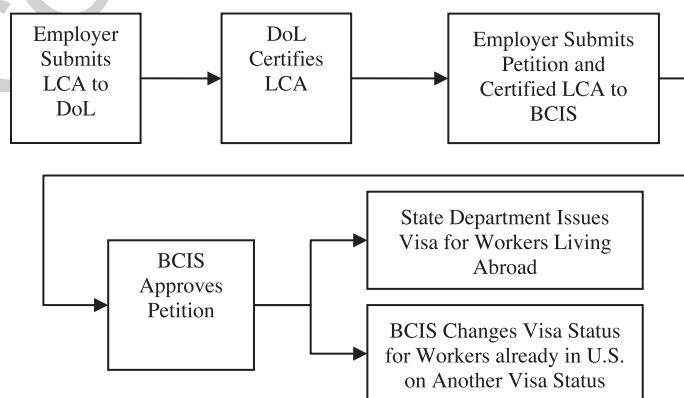 Employer
Submits
LCA to
DoL
DoL
Certifies
LCA
Employer Submits
Petition and
Certified LCA to
BCIS
BCIS
Approves
Petition
State Department Issues
Visa for Workers Living
Abroad
BCIS Changes Visa Status
for Workers already in U.S.
on Another Visa Status